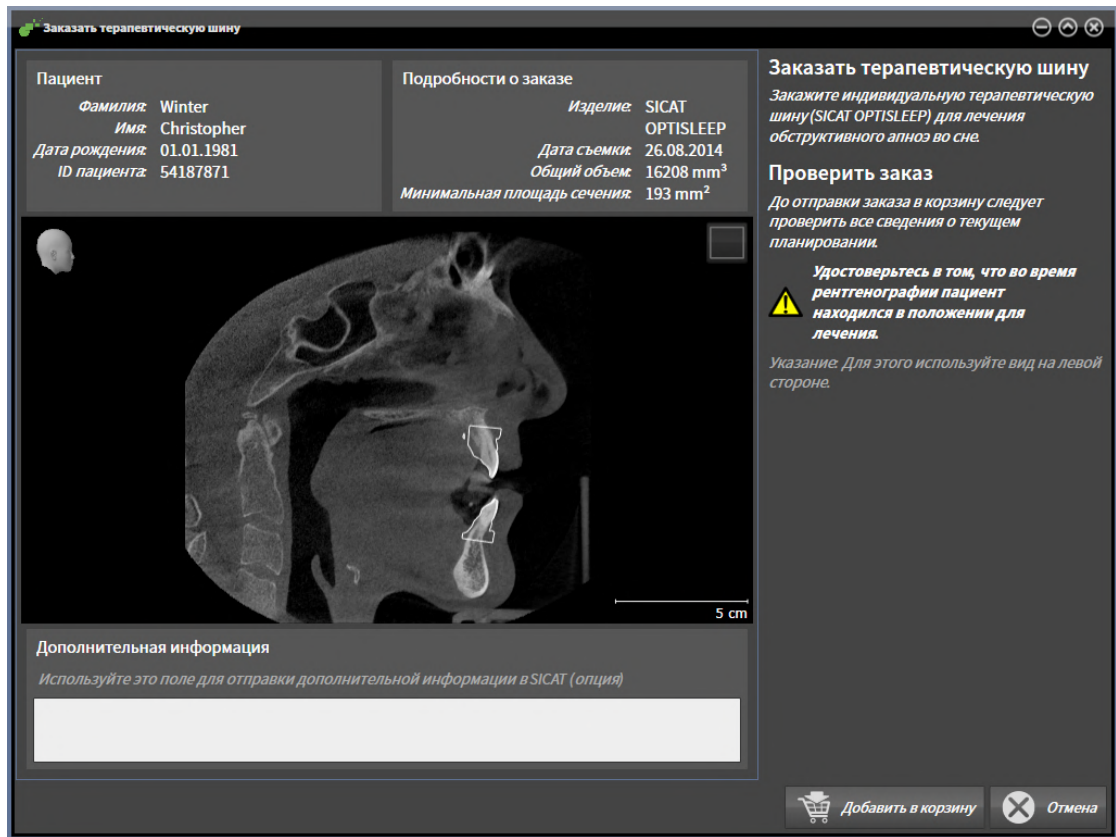 Заказать терапевтическую шину
Пациент
Фамилия: Winter
Имя: Christopher
Дата рождения: 01.01.1981
ID пациента: 54187871
Подробности о заказе
Изделие: SICAT
OPTISLEEP
Дата съемки: 26.08.2014
Общий объем: 16208 mm³
Минимальная площадь сечения: 193 mm²
5 cm
Дополнительная информация
Используйте это поле для отправки дополнительной информации в SICAT (опция)
Заказать терапевтическую шину
Закажите индивидуальную терапевтическую
шину (SICAT OPTISLEEP) для лечения
обструктивного апноэ во сне.
Проверить заказ
До отправки заказа в корзину следует
проверить все сведения о текущем
планировании.
Удостоверьтесь в том, что во время
рентгенографии пациент
находился в положении для
лечения.
Указание: Для этого используйте вид на левой
стороне.
Добавить в корзину
Отмена